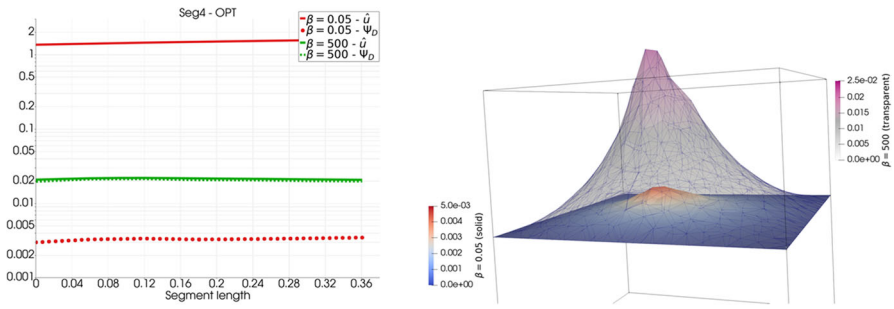 Seg4 - OPT
β = 0.05 - û
β = 0.05 - Ψ_D
β = 500 - û
β = 500 - Ψ_D
2
1
0.5
0.2
0.1
0.05
0.02
0.01
0.005
0.002
0.001
0 0.04 0.08 0.12 0.16 0.2 0.24 0.28 0.32 0.36
Segment length
5.0e-03
0.004
0.003
0.002
0.001
0.0e+00
β = 0.05 (solid)
2.5e-02
0.02
0.015
0.01
0.005
0.0e+00
β = 500 (transparent)